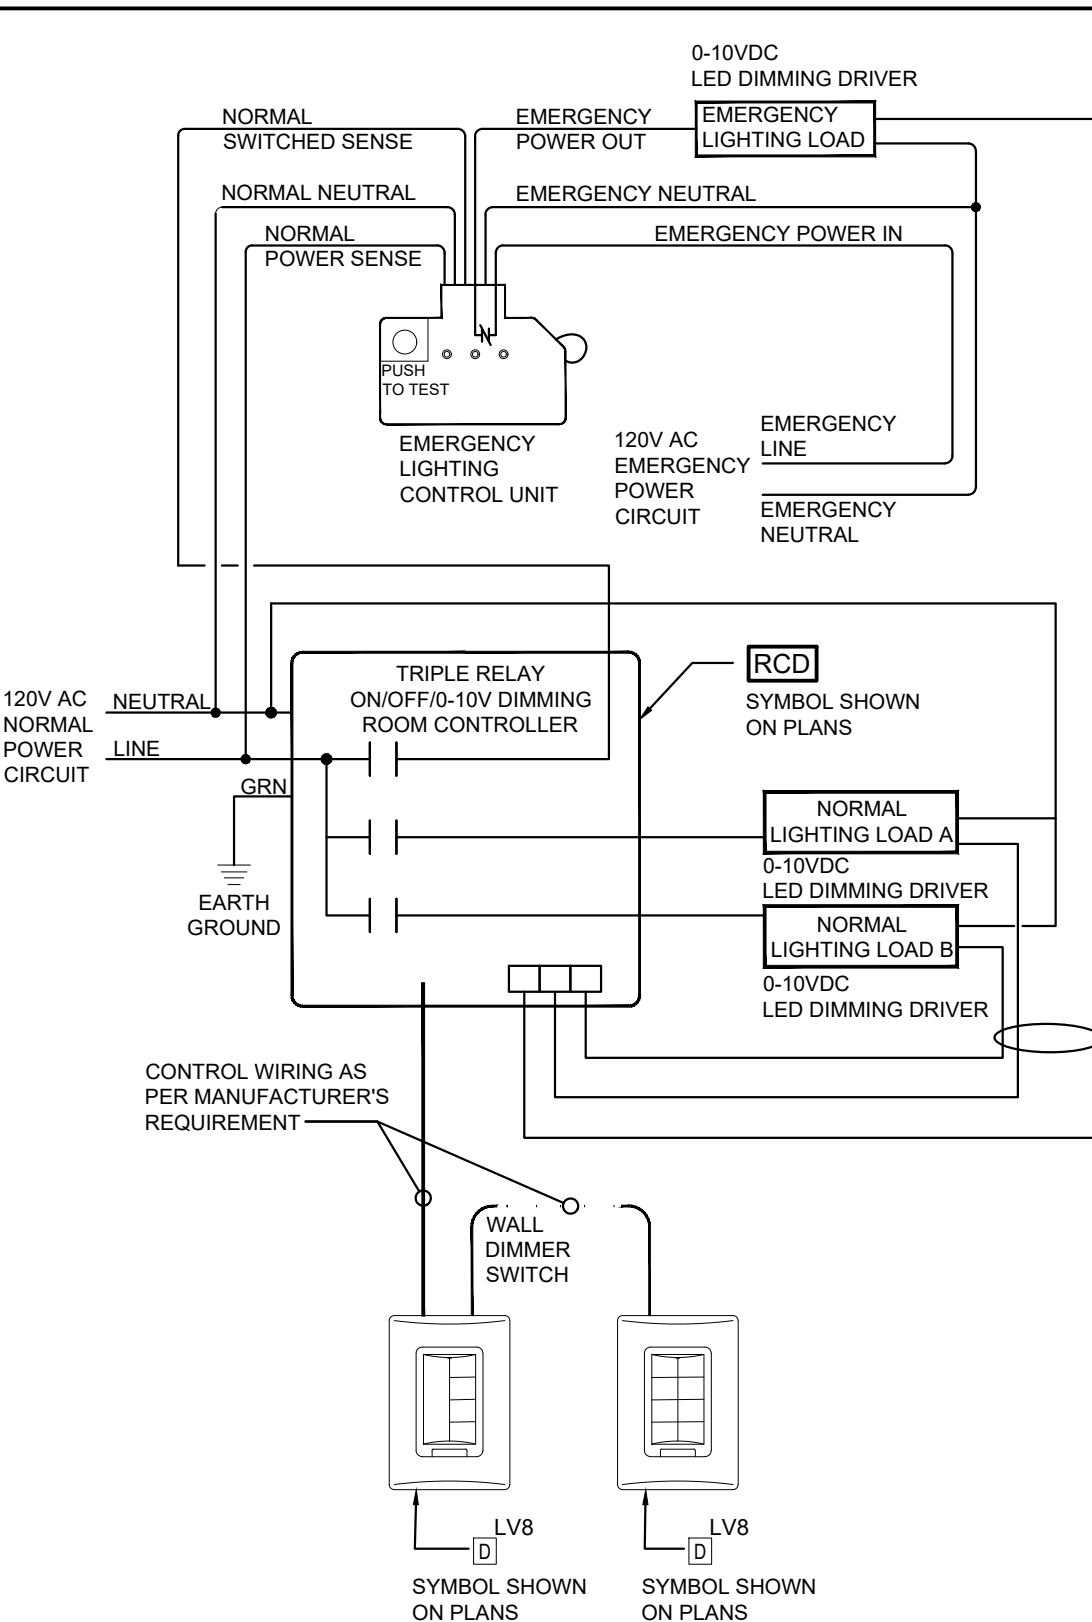 0-10VDC
LED DIMMING DRIVER
NORMAL
SWITCHED SENSE
EMERGENCY
POWER OUT
EMERGENCY
LIGHTING LOAD
NORMAL NEUTRAL
EMERGENCY NEUTRAL
NORMAL
POWER SENSE
EMERGENCY POWER IN
PUSH
TO TEST
EMERGENCY
LIGHTING
CONTROL UNIT
120V AC
EMERGENCY
POWER
CIRCUIT
EMERGENCY
LINE
EMERGENCY
NEUTRAL
TRIPLE RELAY
ON/OFF/0-10V DIMMING
ROOM CONTROLLER
RCD
SYMBOL SHOWN
ON PLANS
120V AC
NORMAL
POWER
CIRCUIT
NEUTRAL
LINE
GRN
EARTH
GROUND
NORMAL
LIGHTING LOAD A
0-10VDC
LED DIMMING DRIVER
NORMAL
LIGHTING LOAD B
0-10VDC
LED DIMMING DRIVER
CONTROL WIRING AS
PER MANUFACTURER'S
REQUIREMENT
WALL
DIMMER
SWITCH
LV8
D
SYMBOL SHOWN
ON PLANS
LV8
D
SYMBOL SHOWN
ON PLANS